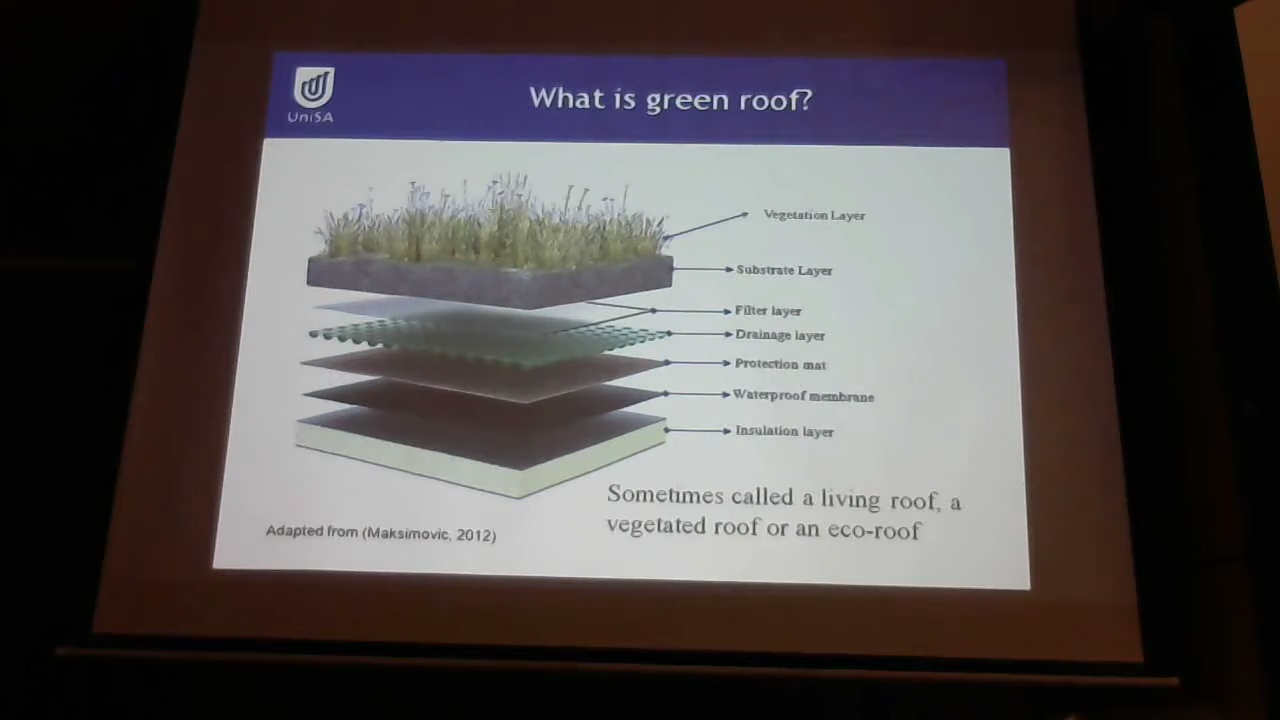 UniSA
What is green roof?
Vegetation Layer
Substrate Layer
Filter layer
Drainage layer
Protection mat
Waterproof membrane
Insulation layer
Sometimes called a living roof, a
vegetated roof or an eco-roof
Adapted from (Maksimovic, 2012)